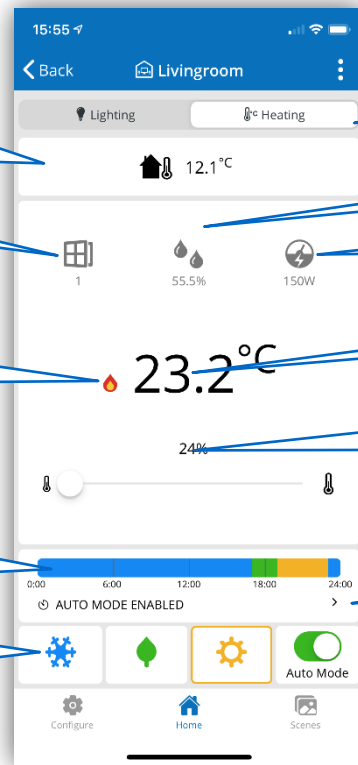 15:55
Back
Livingroom
Lighting
°C Heating
12.1°C
1
55.5%
150W
23.2°C
24%
0:00 6:00 12:00 18:00 24:00
AUTO MODE ENABLED
Auto Mode
Configure
Home
Scenes